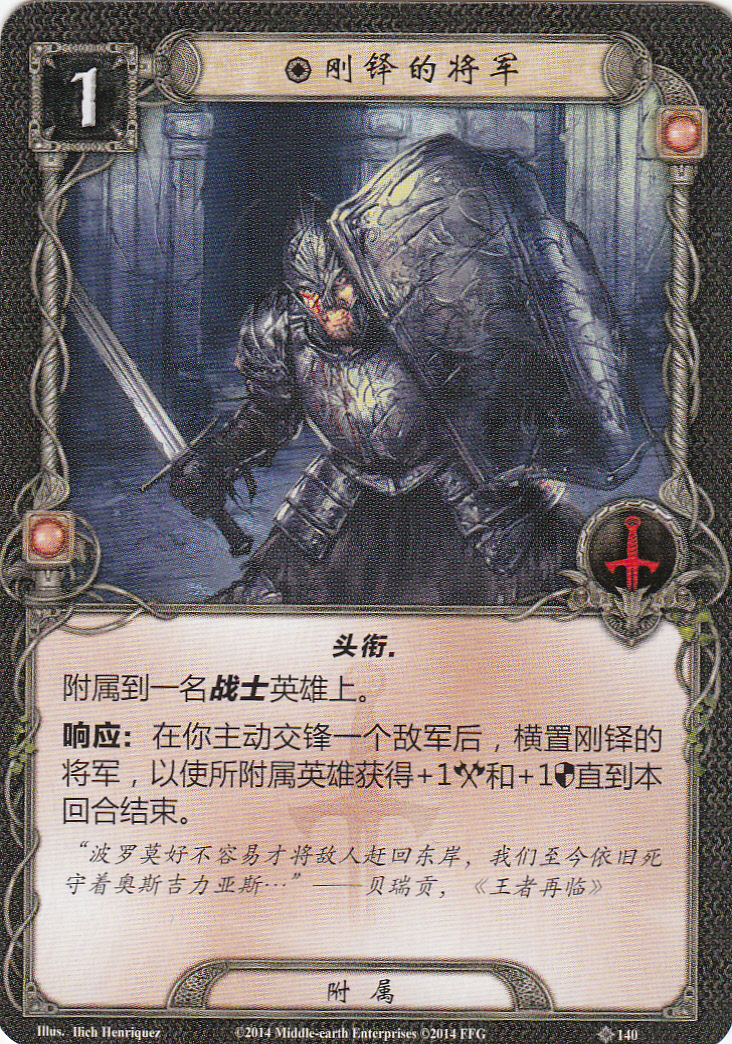 1
刚铎的将军
头衔.
附属到一名战士英雄上。
响应：在你主动交锋一个敌军后，横置刚铎的
将军，以使所附属英雄获得+1和+1直到本
回合结束。
“波罗莫好不容易才将敌人赶回东岸，我们至今依旧死
守着奥斯吉力亚斯…”——贝瑞贡，《王者再临》
附属
Illus. Ilich Henriquez ©2014 Middle-earth Enterprises ©2014 FFG 140